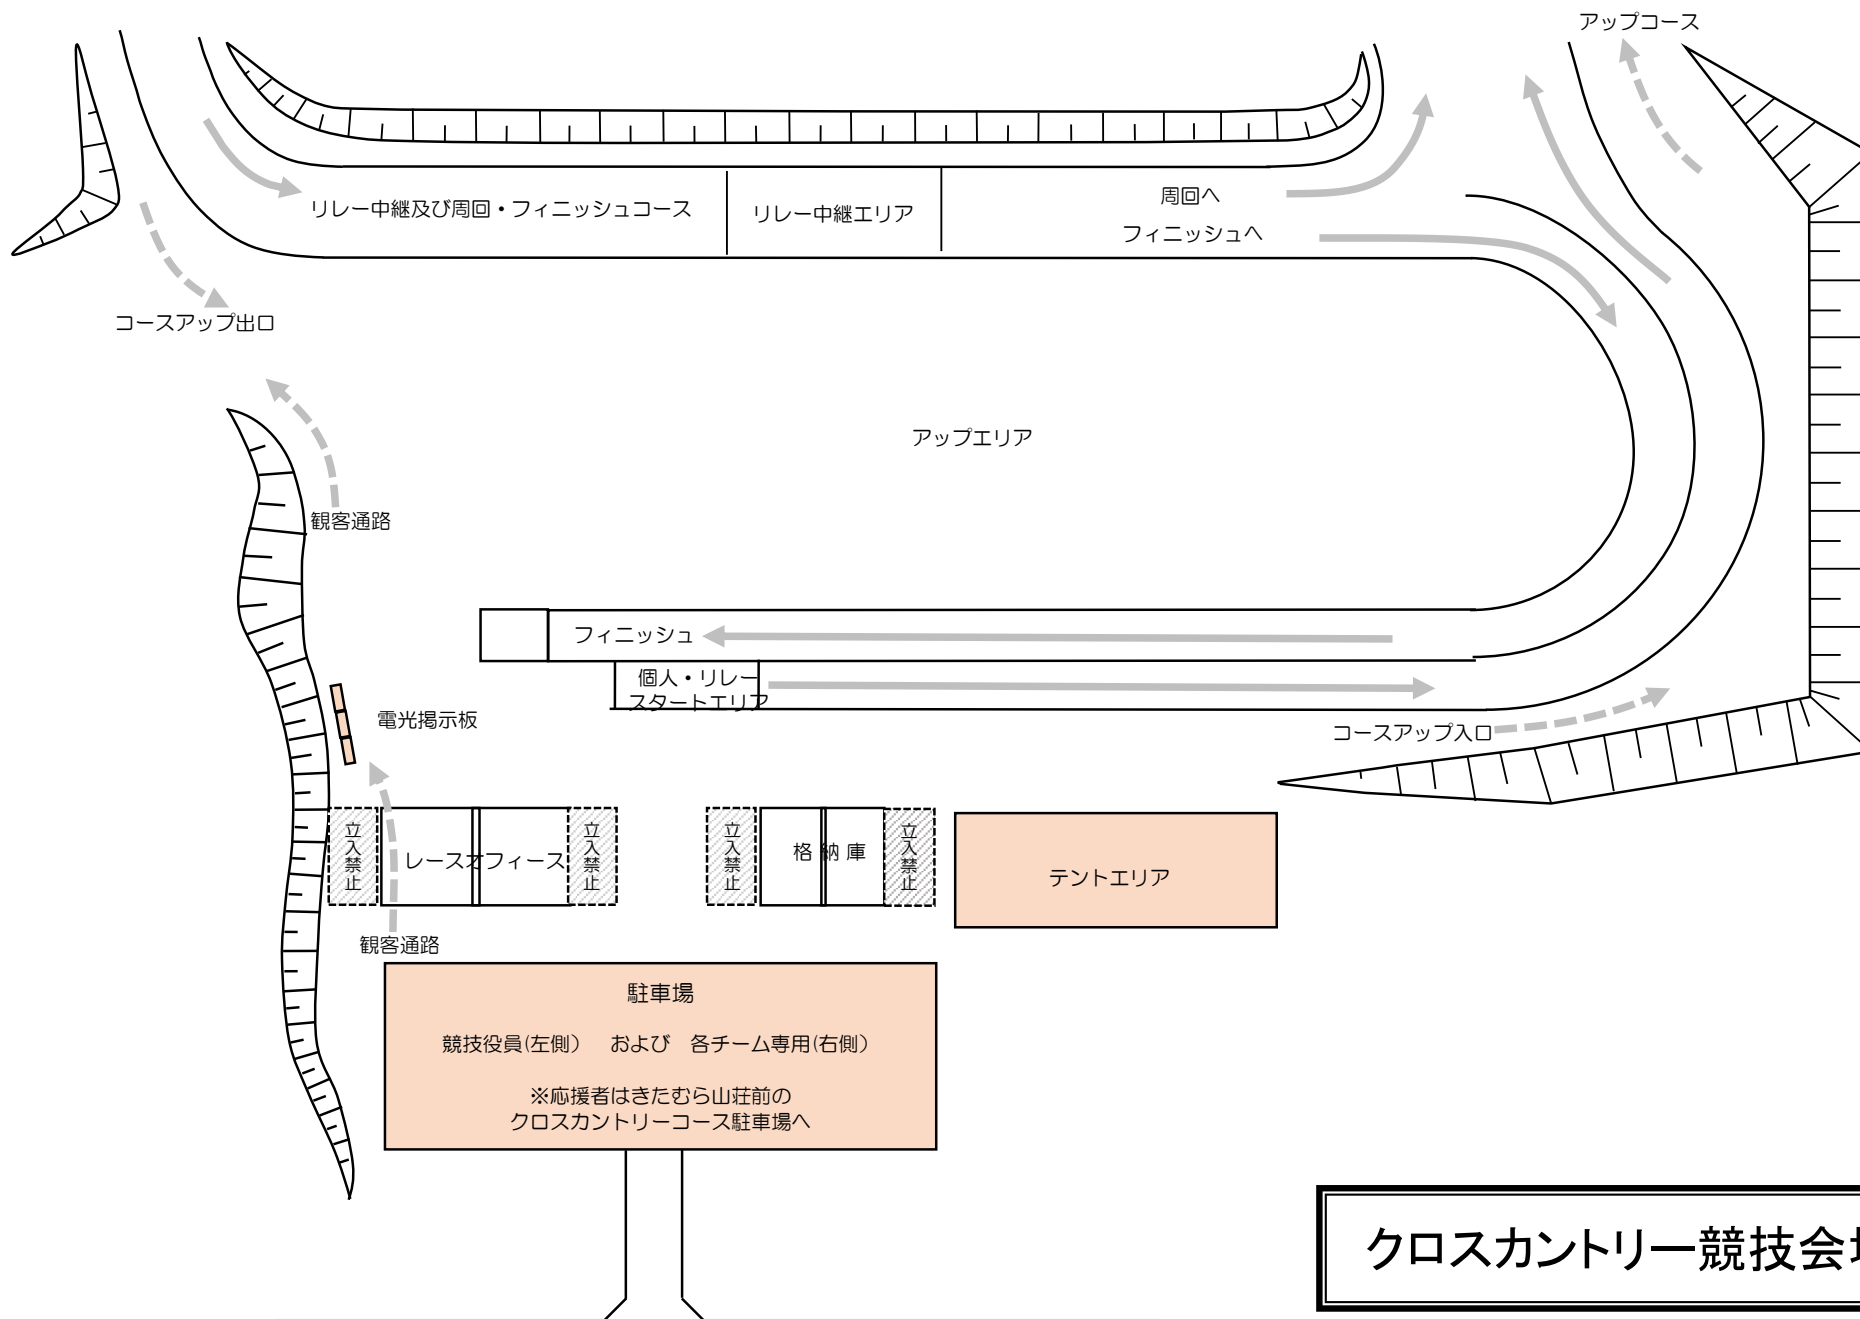 アップコース
周回へ
リレー中継及び周回・フィニッシュコース
リレー中継エリア
フィニッシュへ
コースアップ出口
アップエリア
観客通路
フィニッシュ
個人・リレー
スタートエリア
電光掲示板
コースアップ入口
立入禁止
レースオフィース
立入禁止
立入禁止
格納庫
立入禁止
テントエリア
観客通路
駐車場
競技役員(左側) および 各チーム専用(右側)
※応援者はきたむら山荘前の
クロスカントリーコース駐車場へ
クロスカントリー競技会